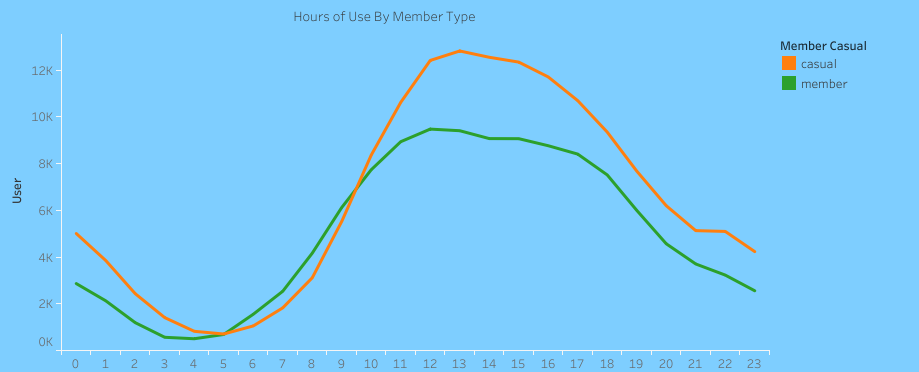 Hours of Use By Member Type
Member Casual
casual
member
User
12K
10K
8K
6K
4K
2K
0K
0 1 2 3 4 5 6 7 8 9 10 11 12 13 14 15 16 17 18 19 20 21 22 23